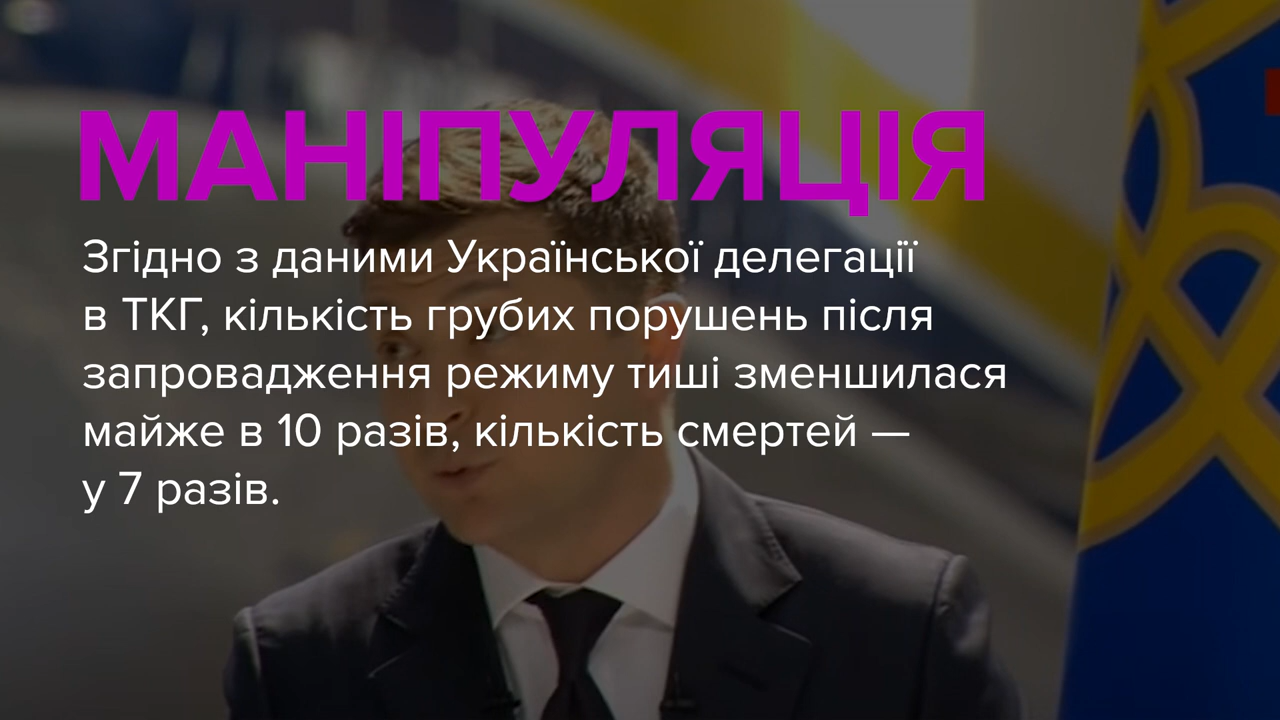 МАНІПУЛЯЦІЯ
Згідно з даними Української делегації
в ТКГ, кількість грубих порушень після
запровадження режиму тиші зменшилася
майже в 10 разів, кількість смертей —
у 7 разів.